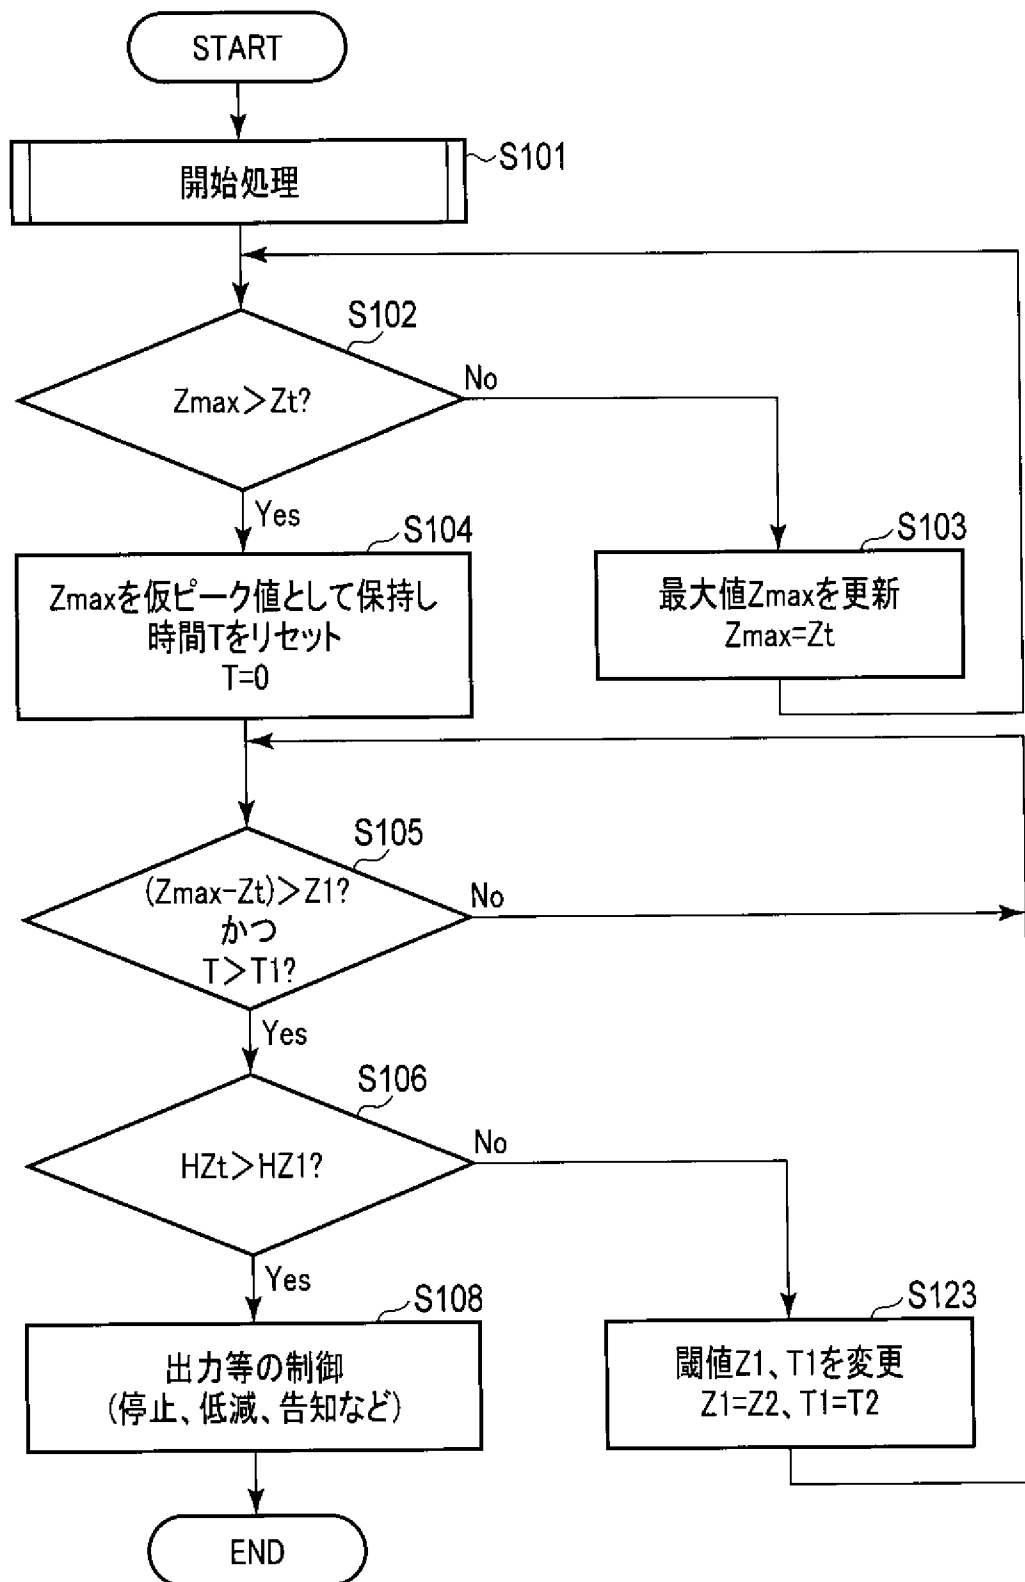 START
開始処理
S101
S102
Zmax＞Zt?
No
Yes
S104
Zmaxを仮ピーク値として保持し
時間Tをリセット
T=0
S103
最大値Zmaxを更新
Zmax=Zt
S105
(Zmax-Zt)＞Z1?
かつ
T＞T1?
No
Yes
S106
HZt＞HZ1?
No
Yes
S108
出力等の制御
(停止、低減、告知など)
S123
閾値Z1、T1を変更
Z1=Z2、T1=T2
END